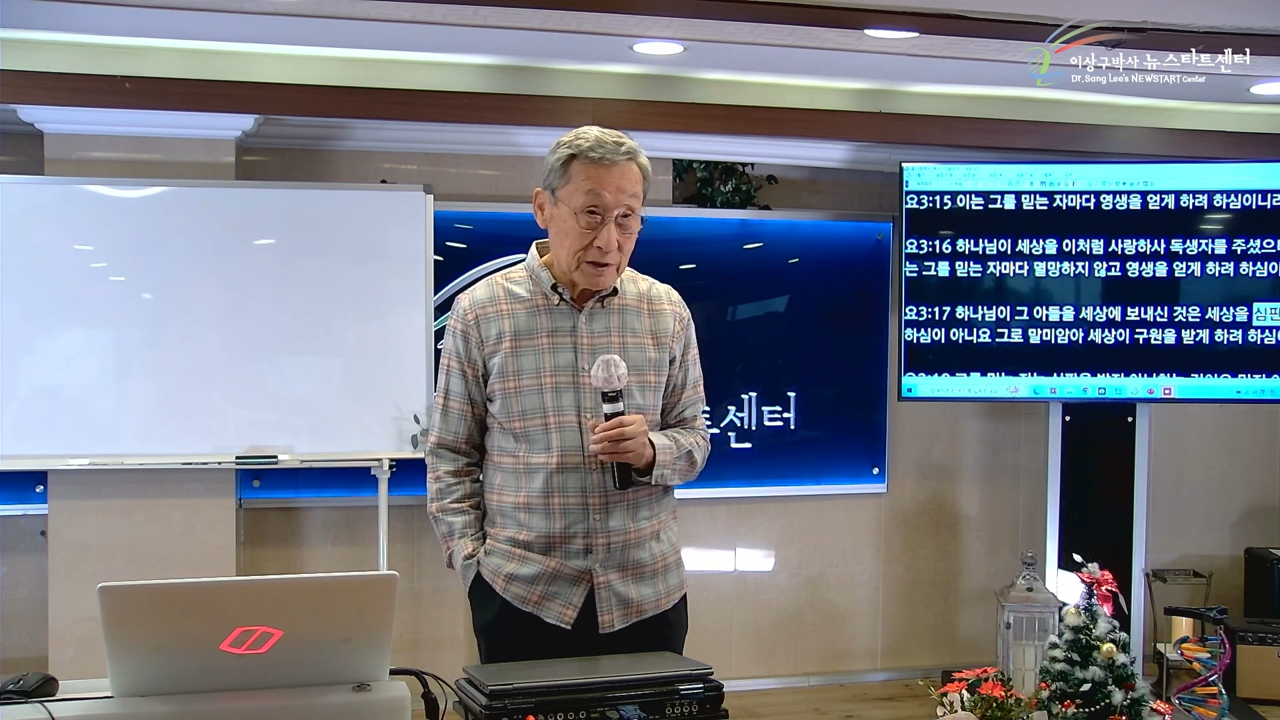 이상구박사 뉴스타트센터
Dr.Sang Lee's NEWSTART Center
요3:15 이는 그를 믿는 자마다 영생을 얻게 하려 하심이니라
요3:16 하나님이 세상을 이처럼 사랑하사 독생자를 주셨으니
는 그를 믿는 자마다 멸망하지 않고 영생을 얻게 하려 하심이
요3:17 하나님이 그 아들을 세상에 보내신 것은 세상을 심판
하심이 아니요 그로 말미암아 세상이 구원을 받게 하려 하심이
트센터